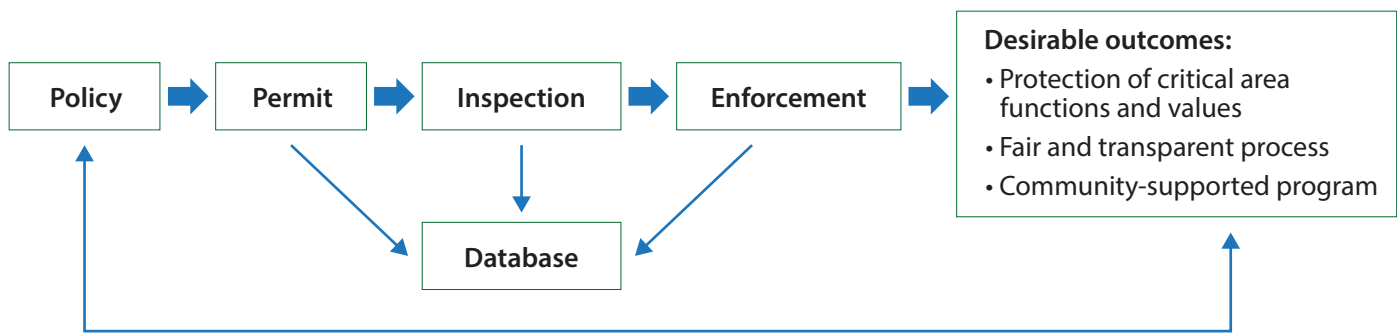 Policy
Permit
Inspection
Enforcement
Desirable outcomes:
• Protection of critical area
functions and values
• Fair and transparent process
• Community-supported program
Database